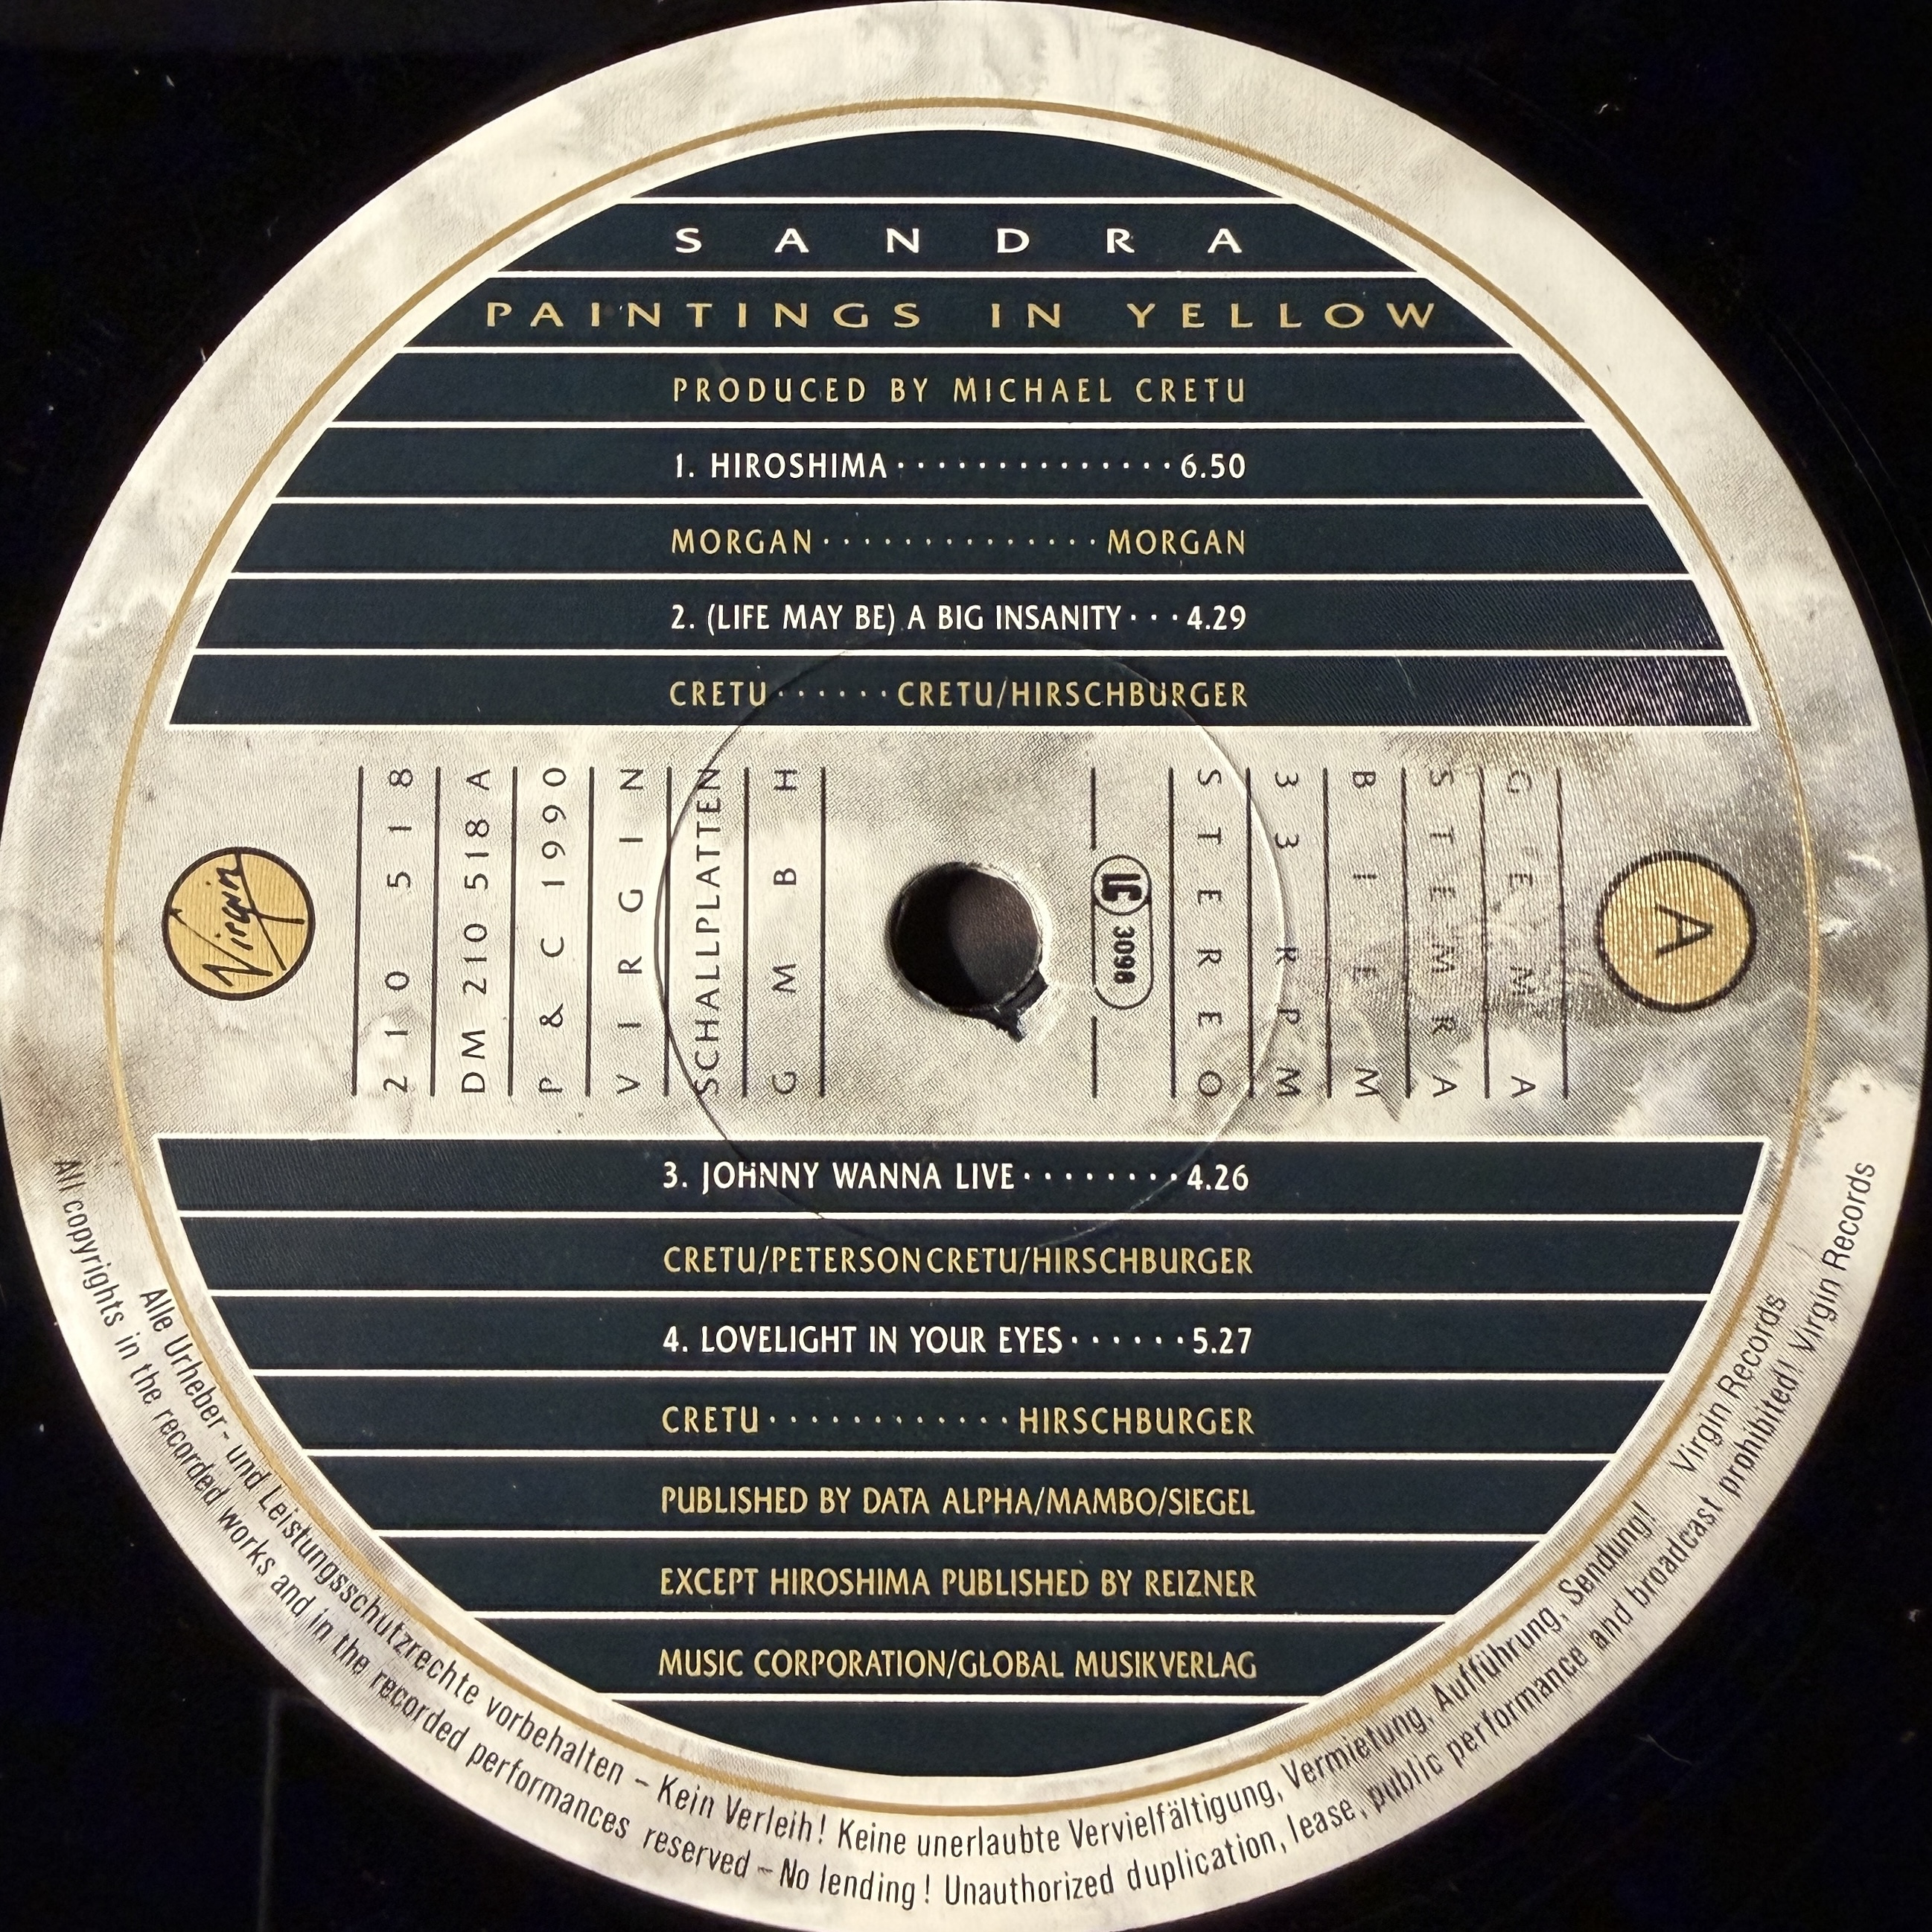 S A N D R A
PAINTINGS IN YELLOW
PRODUCED BY MICHAEL CRETU
1. HIROSHIMA · · · · · · · · · · · · · · 6.50
MORGAN · · · · · · · · · · · · · · MORGAN
2. (LIFE MAY BE) A BIG INSANITY · · · 4.29
CRETU · · · · · · CRETU/HIRSCHBURGER
Virgin
210 518
DM 210 518 A
P & C 1990
VIRGIN
SCHALLPLATTEN
GMBH
LC 3098
STEREO
33 RPM
BIEM
STEMRA
GEMA
A
3. JOHNNY WANNA LIVE · · · · · · · · 4.26
CRETU/PETERSON CRETU/HIRSCHBURGER
4. LOVELIGHT IN YOUR EYES · · · · · · 5.27
CRETU · · · · · · · · · · · · HIRSCHBURGER
PUBLISHED BY DATA ALPHA/MAMBO/SIEGEL
EXCEPT HIROSHIMA PUBLISHED BY REIZNER
MUSIC CORPORATION/GLOBAL MUSIKVERLAG
Alle Urheber- und Leistungsschutzrechte vorbehalten – Kein Verleih! Keine unerlaubte Vervielfältigung, Vermietung, Aufführung, Sendung! Virgin Records
All copyrights in the recorded works and in the recorded performances reserved – No lending! Unauthorized duplication, lease, public performance and broadcast prohibited! Virgin Records